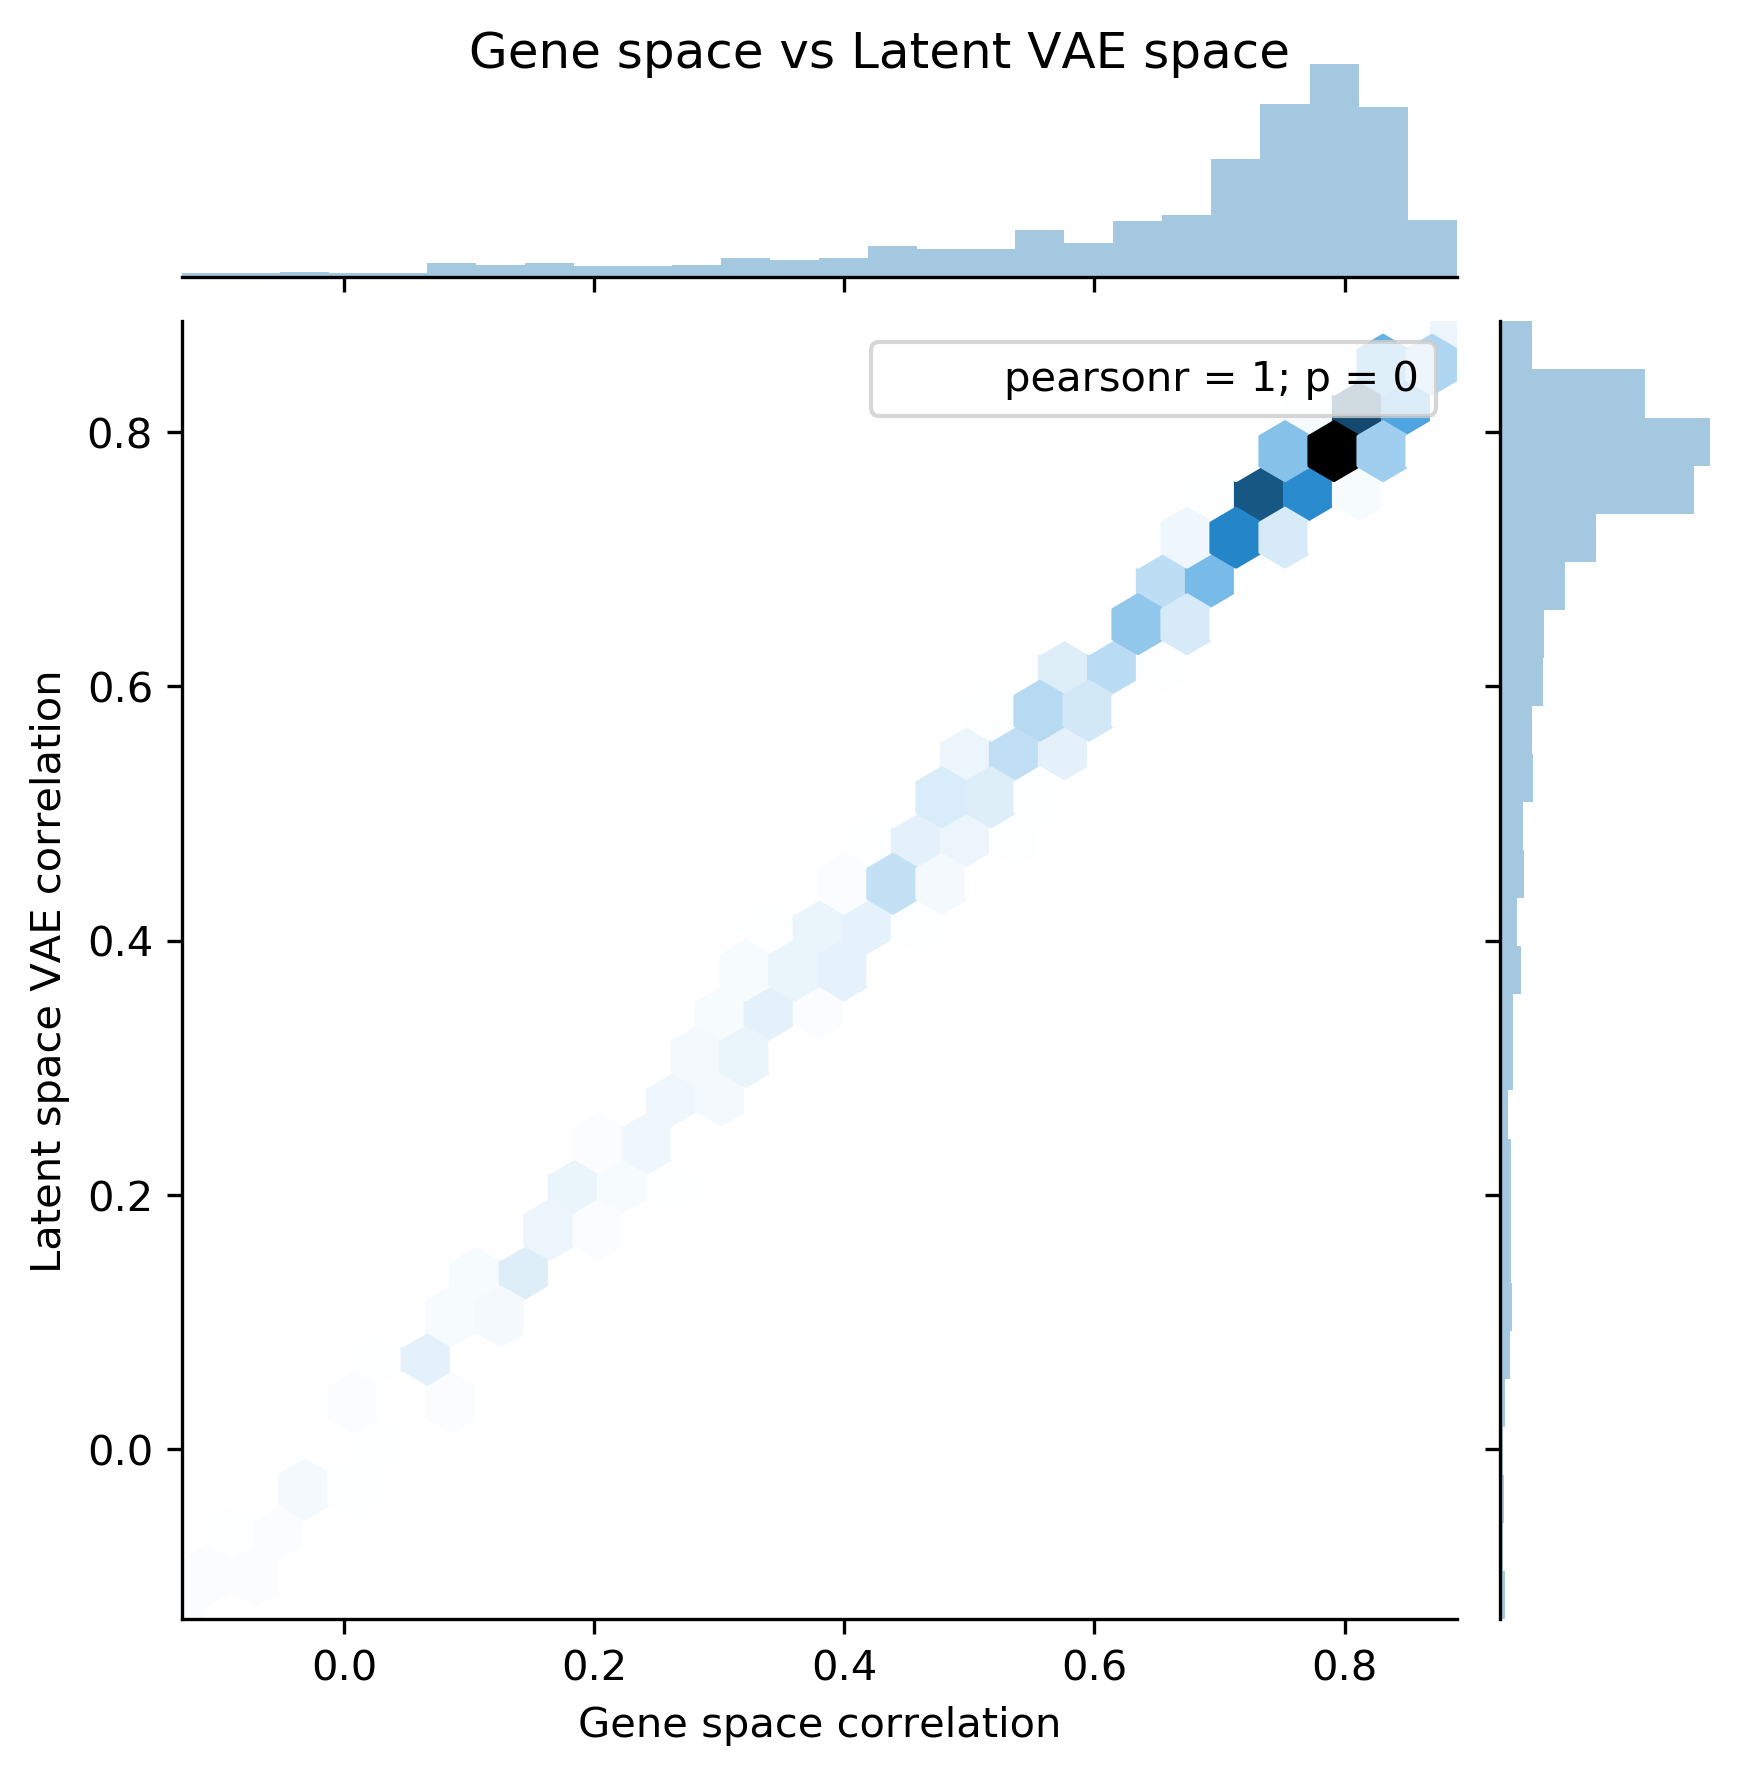 Gene space vs Latent VAE space
pearsonr = 1; p = 0
Latent space VAE correlation
0.8
0.6
0.4
0.2
0.0
0.0 0.2 0.4 0.6 0.8
Gene space correlation